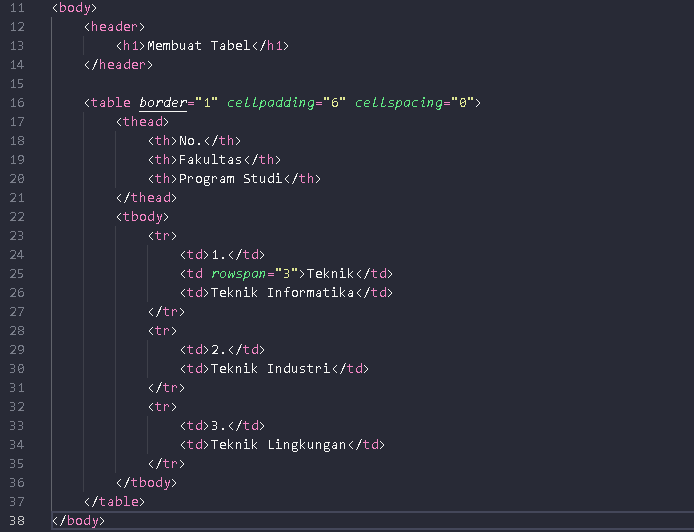 11 <body>
12     <header>
13         <h1>Membuat Tabel</h1>
14     </header>
15
16     <table border="1" cellpadding="6" cellspacing="0">
17         <thead>
18             <th>No.</th>
19             <th>Fakultas</th>
20             <th>Program Studi</th>
21         </thead>
22         <tbody>
23             <tr>
24                 <td>1.</td>
25                 <td rowspan="3">Teknik</td>
26                 <td>Teknik Informatika</td>
27             </tr>
28             <tr>
29                 <td>2.</td>
30                 <td>Teknik Industri</td>
31             </tr>
32             <tr>
33                 <td>3.</td>
34                 <td>Teknik Lingkungan</td>
35             </tr>
36         </tbody>
37     </table>
38 </body>